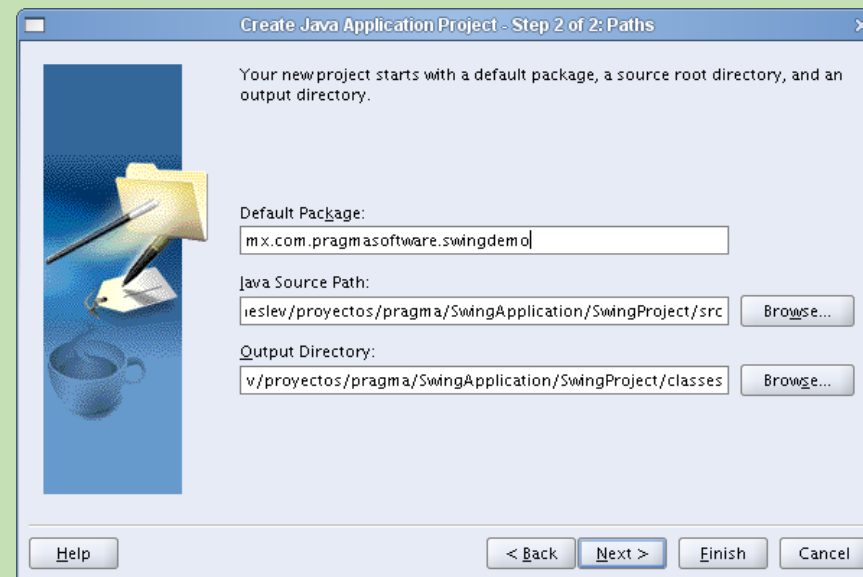 Create Java Application Project - Step 2 of 2: Paths
Your new project starts with a default package, a source root directory, and an
output directory.
Default Package:
mx.com.pragmasoftware.swingdemo
Java Source Path:
ieslev/proyectos/pragma/SwingApplication/SwingProject/src
Browse...
Output Directory:
v/proyectos/pragma/SwingApplication/SwingProject/classes
Browse...
Help
< Back
Next >
Finish
Cancel